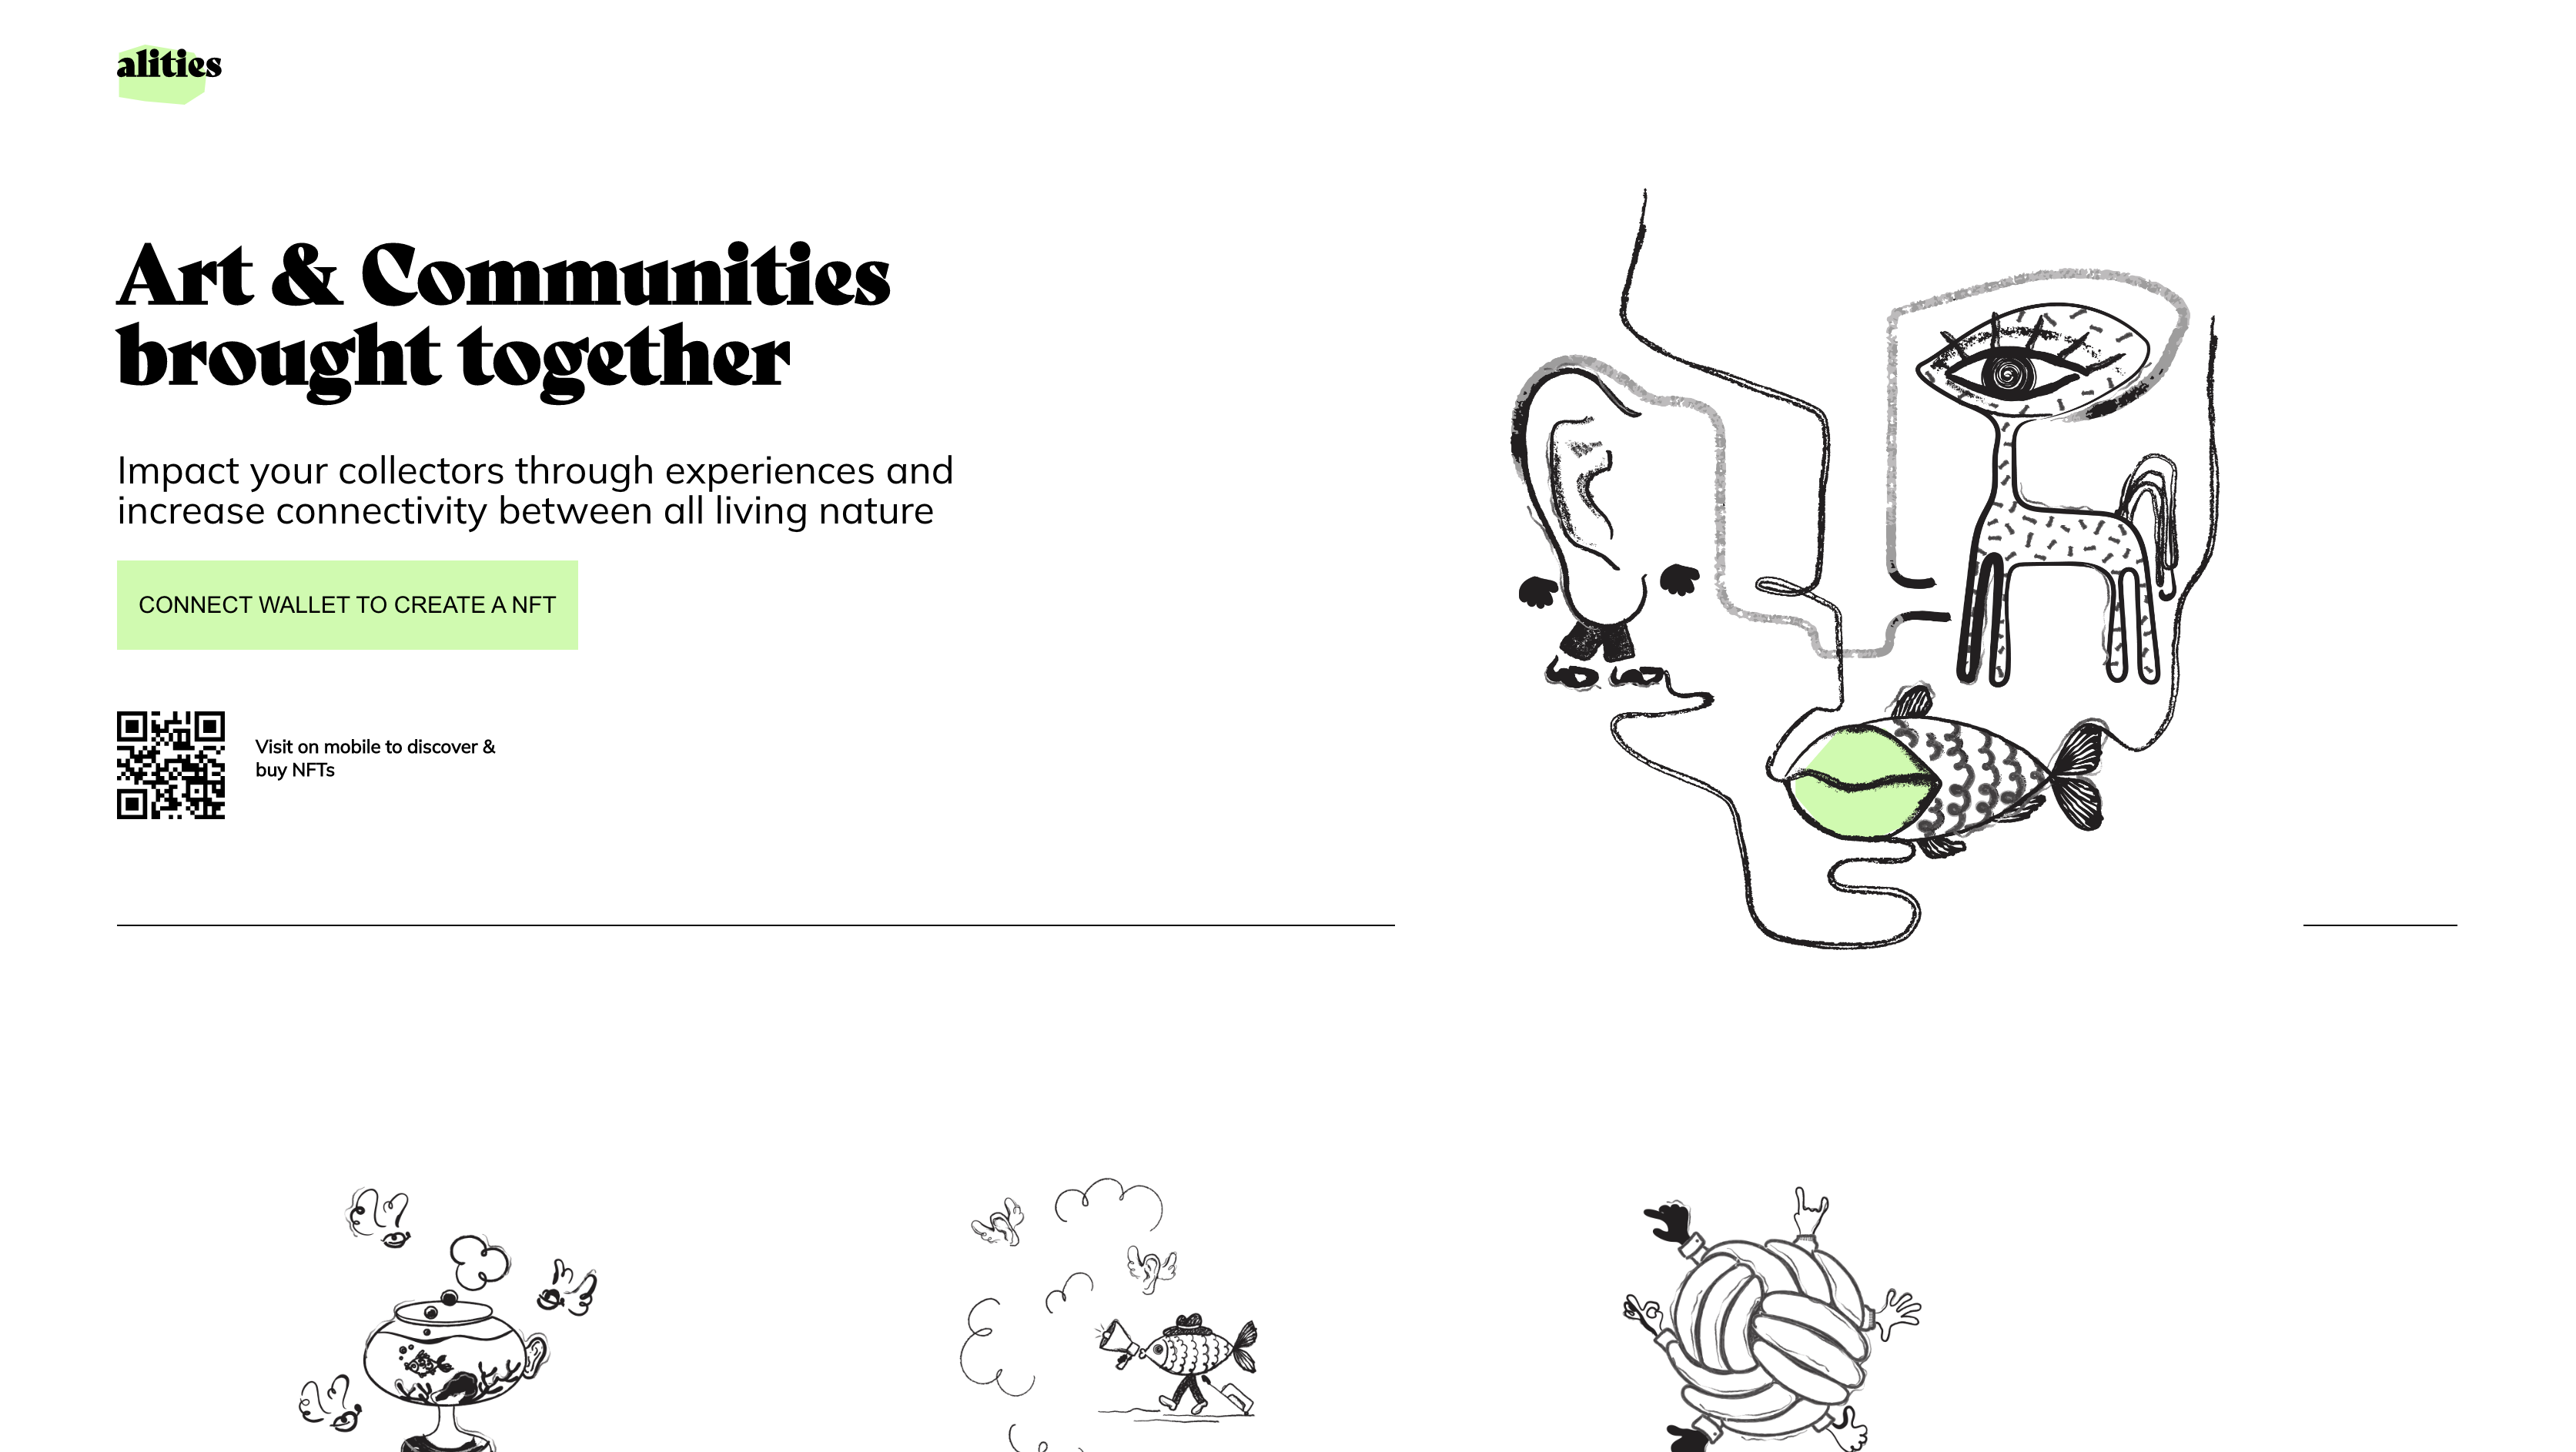 alities
Art & Communities
brought together
Impact your collectors through experiences and
increase connectivity between all living nature
CONNECT WALLET TO CREATE A NFT
Visit on mobile to discover &
buy NFTs